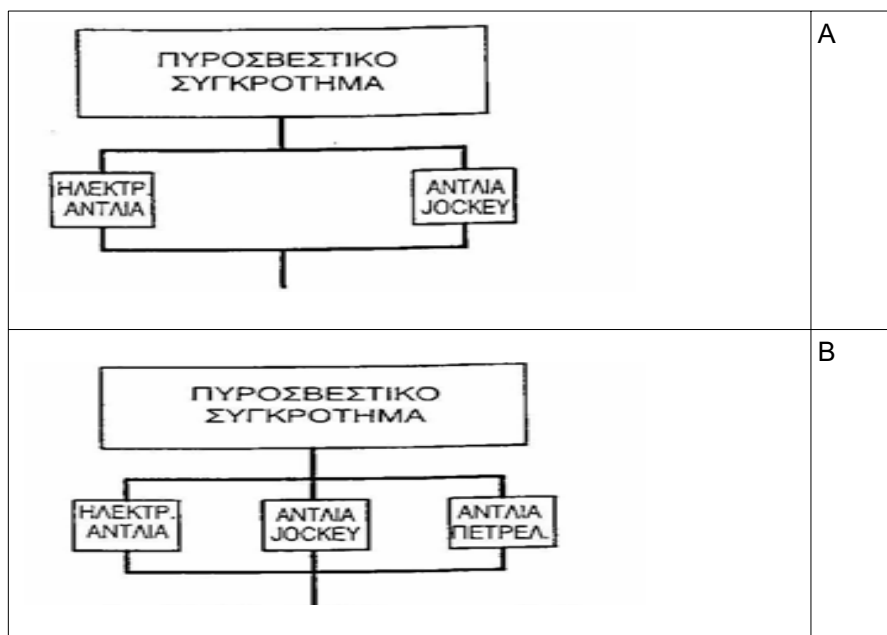 ΠΥΡΟΣΒΕΣΤΙΚΟ
ΣΥΓΚΡΟΤΗΜΑ
A
ΗΛΕΚΤΡ.
ΑΝΤΛΙΑ
ΑΝΤΛΙΑ
JOCKEY
ΠΥΡΟΣΒΕΣΤΙΚΟ
ΣΥΓΚΡΟΤΗΜΑ
B
ΗΛΕΚΤΡ.
ΑΝΤΛΙΑ
ΑΝΤΛΙΑ
JOCKEY
ΑΝΤΛΙΑ
ΠΕΤΡΕΛ.